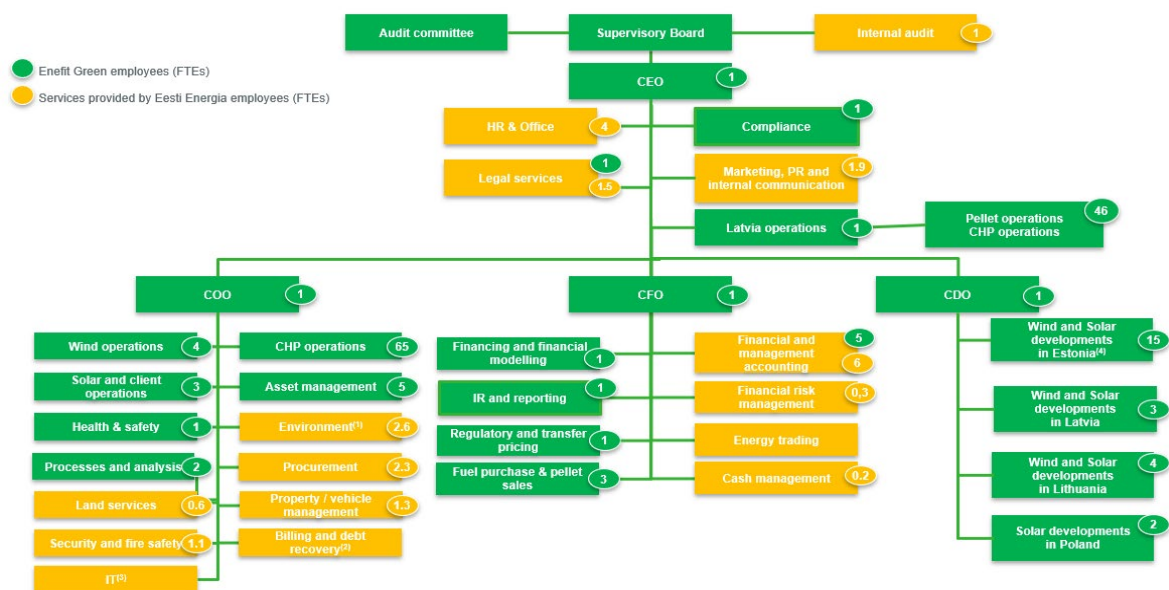 Audit committee
Supervisory Board
Internal audit
1
Enefit Green employees (FTEs)
Services provided by Eesti Energia employees (FTEs)
CEO
1
HR & Office
4
Compliance
1
Legal services
1
1.5
Marketing, PR and
internal communication
1.9
Latvia operations
1
Pellet operations
CHP operations
46
COO
1
CFO
1
CDO
1
Wind operations
4
CHP operations
65
Solar and client
operations
3
Asset management
5
Health & safety
1
Environment(1)
2.6
Processes and analysis
2
Procurement
2.3
Land services
0.6
Property / vehicle
management
1.3
Security and fire safety
1.1
Billing and debt
recovery(2)
IT(3)
Financing and financial
modelling
1
Financial and
management
accounting
5
6
IR and reporting
1
Financial risk
management
0,3
Regulatory and transfer
pricing
1
Energy trading
Fuel purchase & pellet
sales
3
Cash management
0.2
Wind and Solar
developments
in Estonia(4)
15
Wind and Solar
developments
in Latvia
3
Wind and Solar
developments
in Lithuania
4
Solar developments
in Poland
2